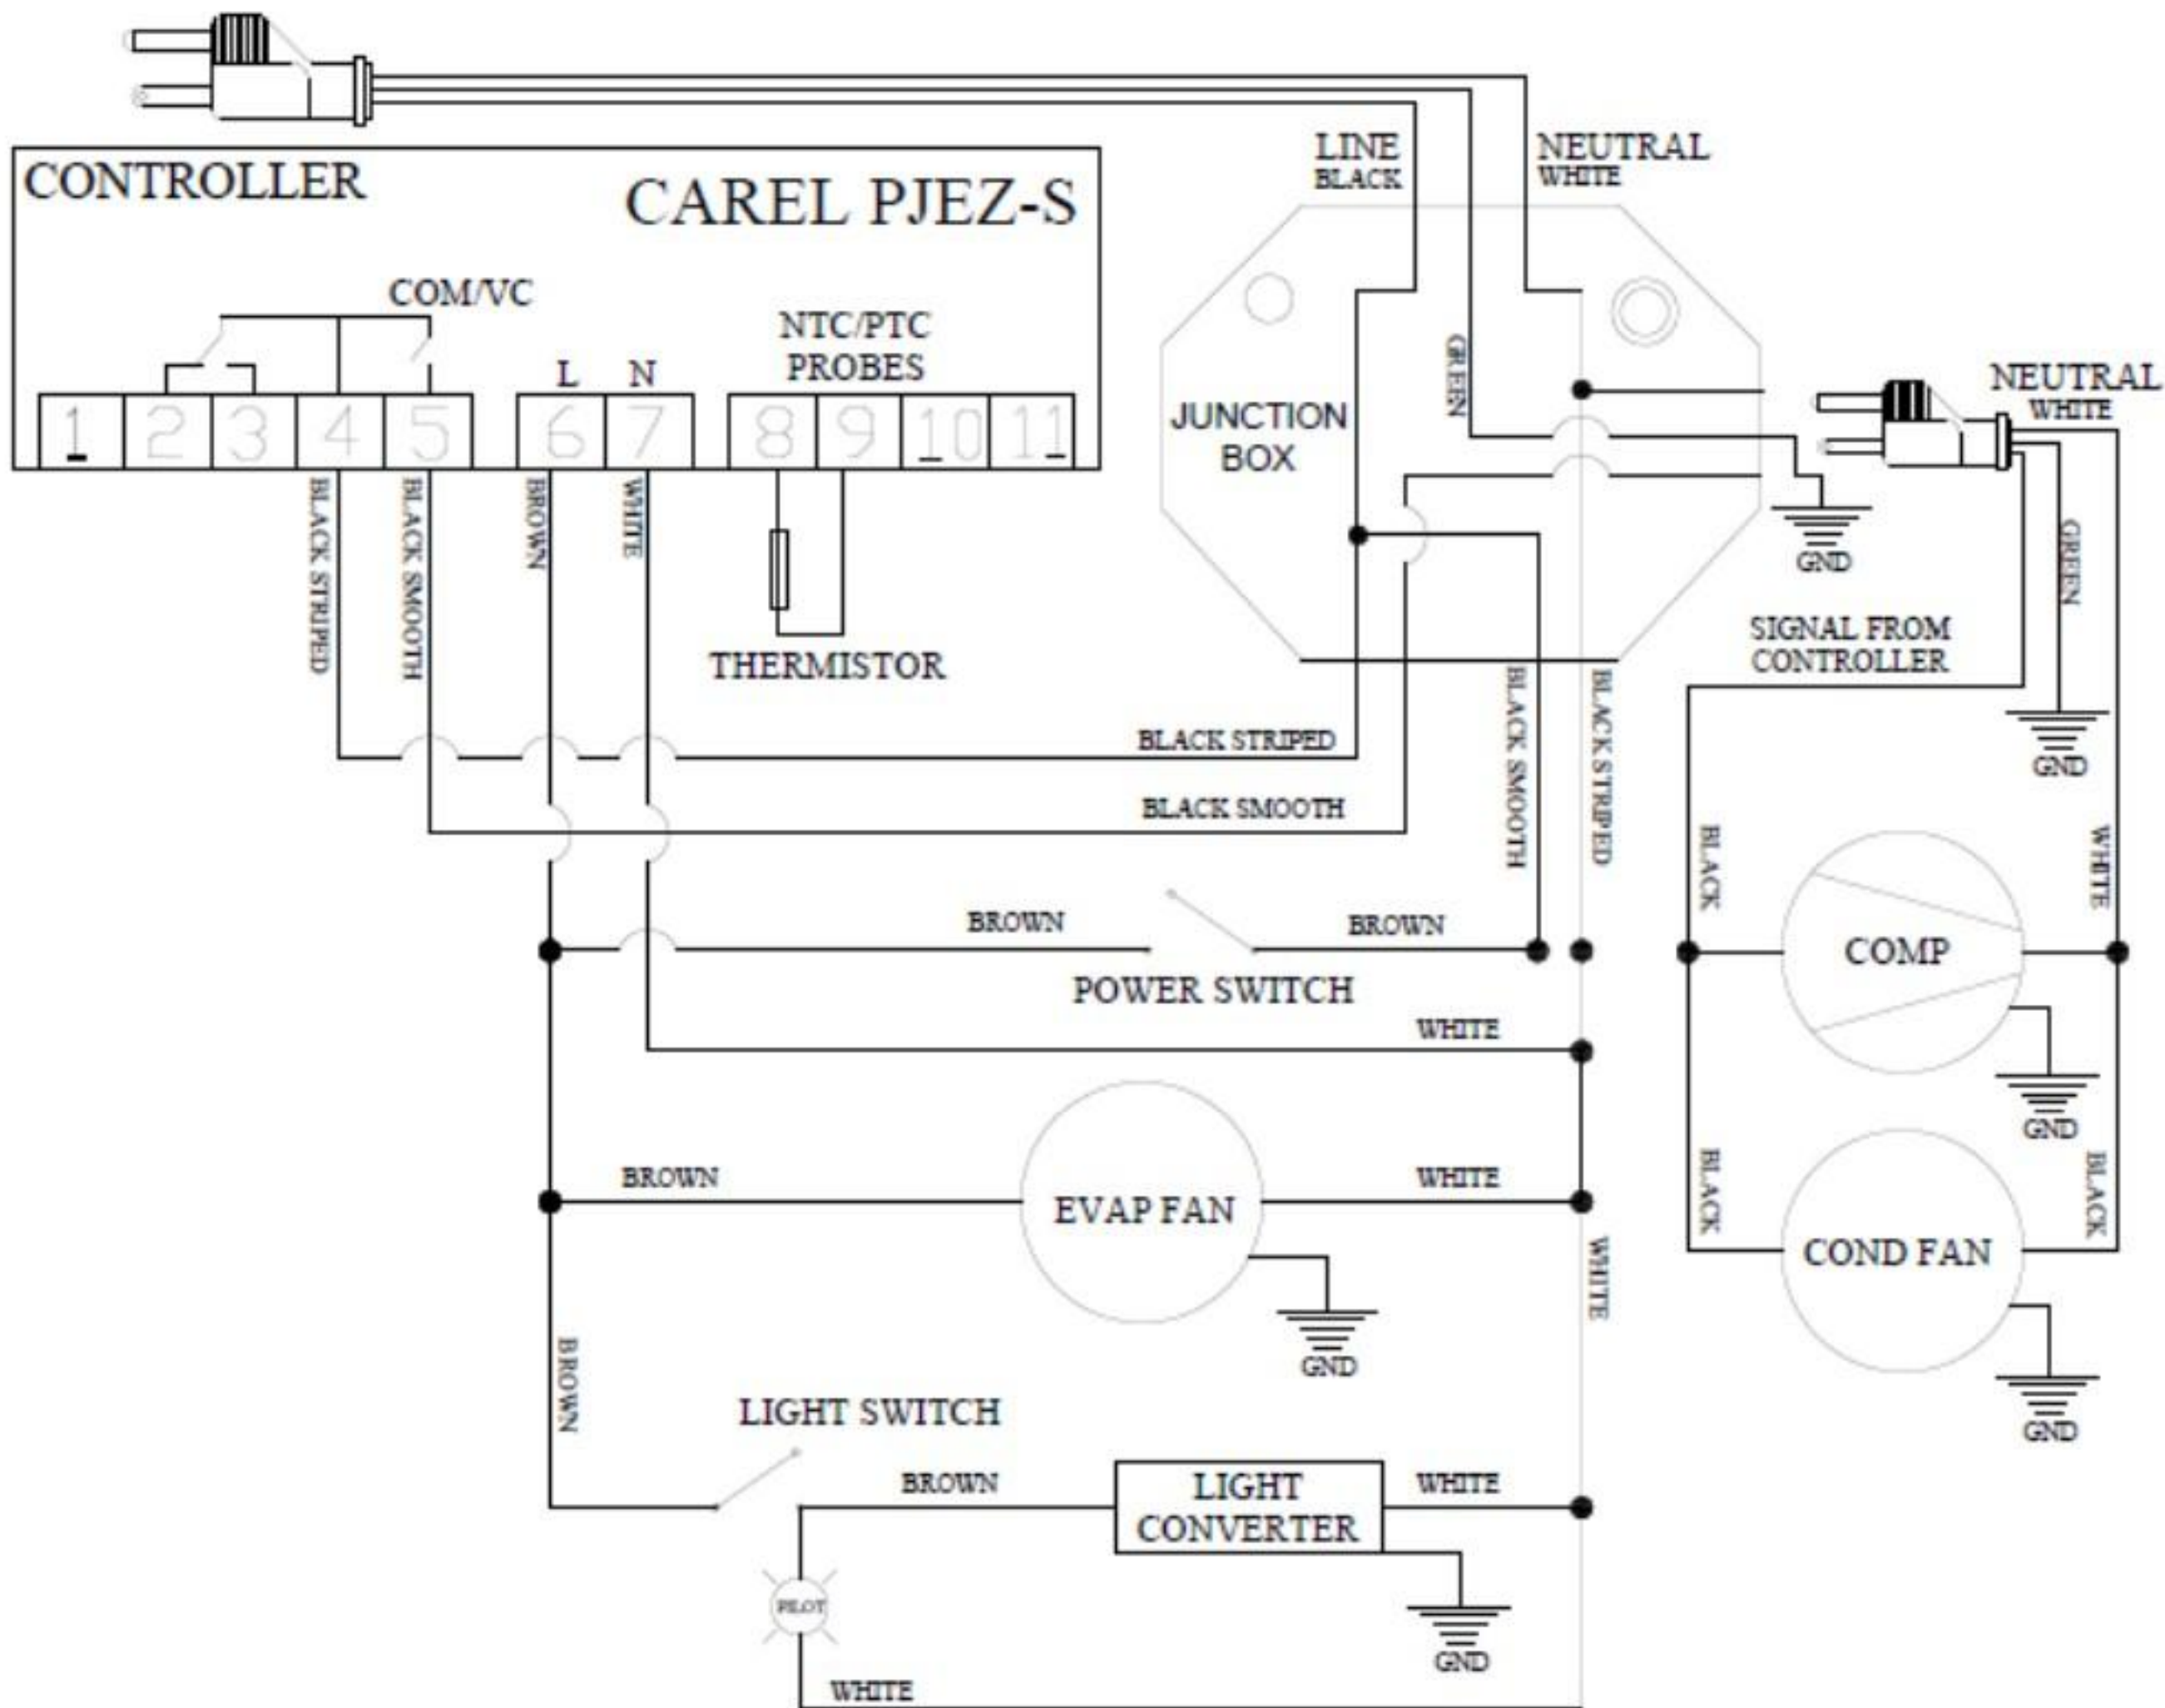 LINE
BLACK
NEUTRAL
WHITE
CONTROLLER
CAREL PJEZ-S
COM/VC
NTC/PTC
PROBES
L
N
1
2
3
4
5
6
7
8
9
10
11
GREEN
JUNCTION
BOX
NEUTRAL
WHITE
BLACK STRIPED
BLACK SMOOTH
BROWN
WHITE
GND
GREEN
THERMISTOR
SIGNAL FROM
CONTROLLER
BLACK SMOOTH
BLACK STRIPED
BLACK STRIPED
GND
BLACK SMOOTH
BLACK
WHITE
BROWN
BROWN
COMP
POWER SWITCH
WHITE
GND
BROWN
WHITE
EVAP FAN
BLACK
BLACK
COND FAN
WHITE
GND
BROWN
LIGHT SWITCH
GND
BROWN
LIGHT
CONVERTER
WHITE
PILOT
GND
WHITE